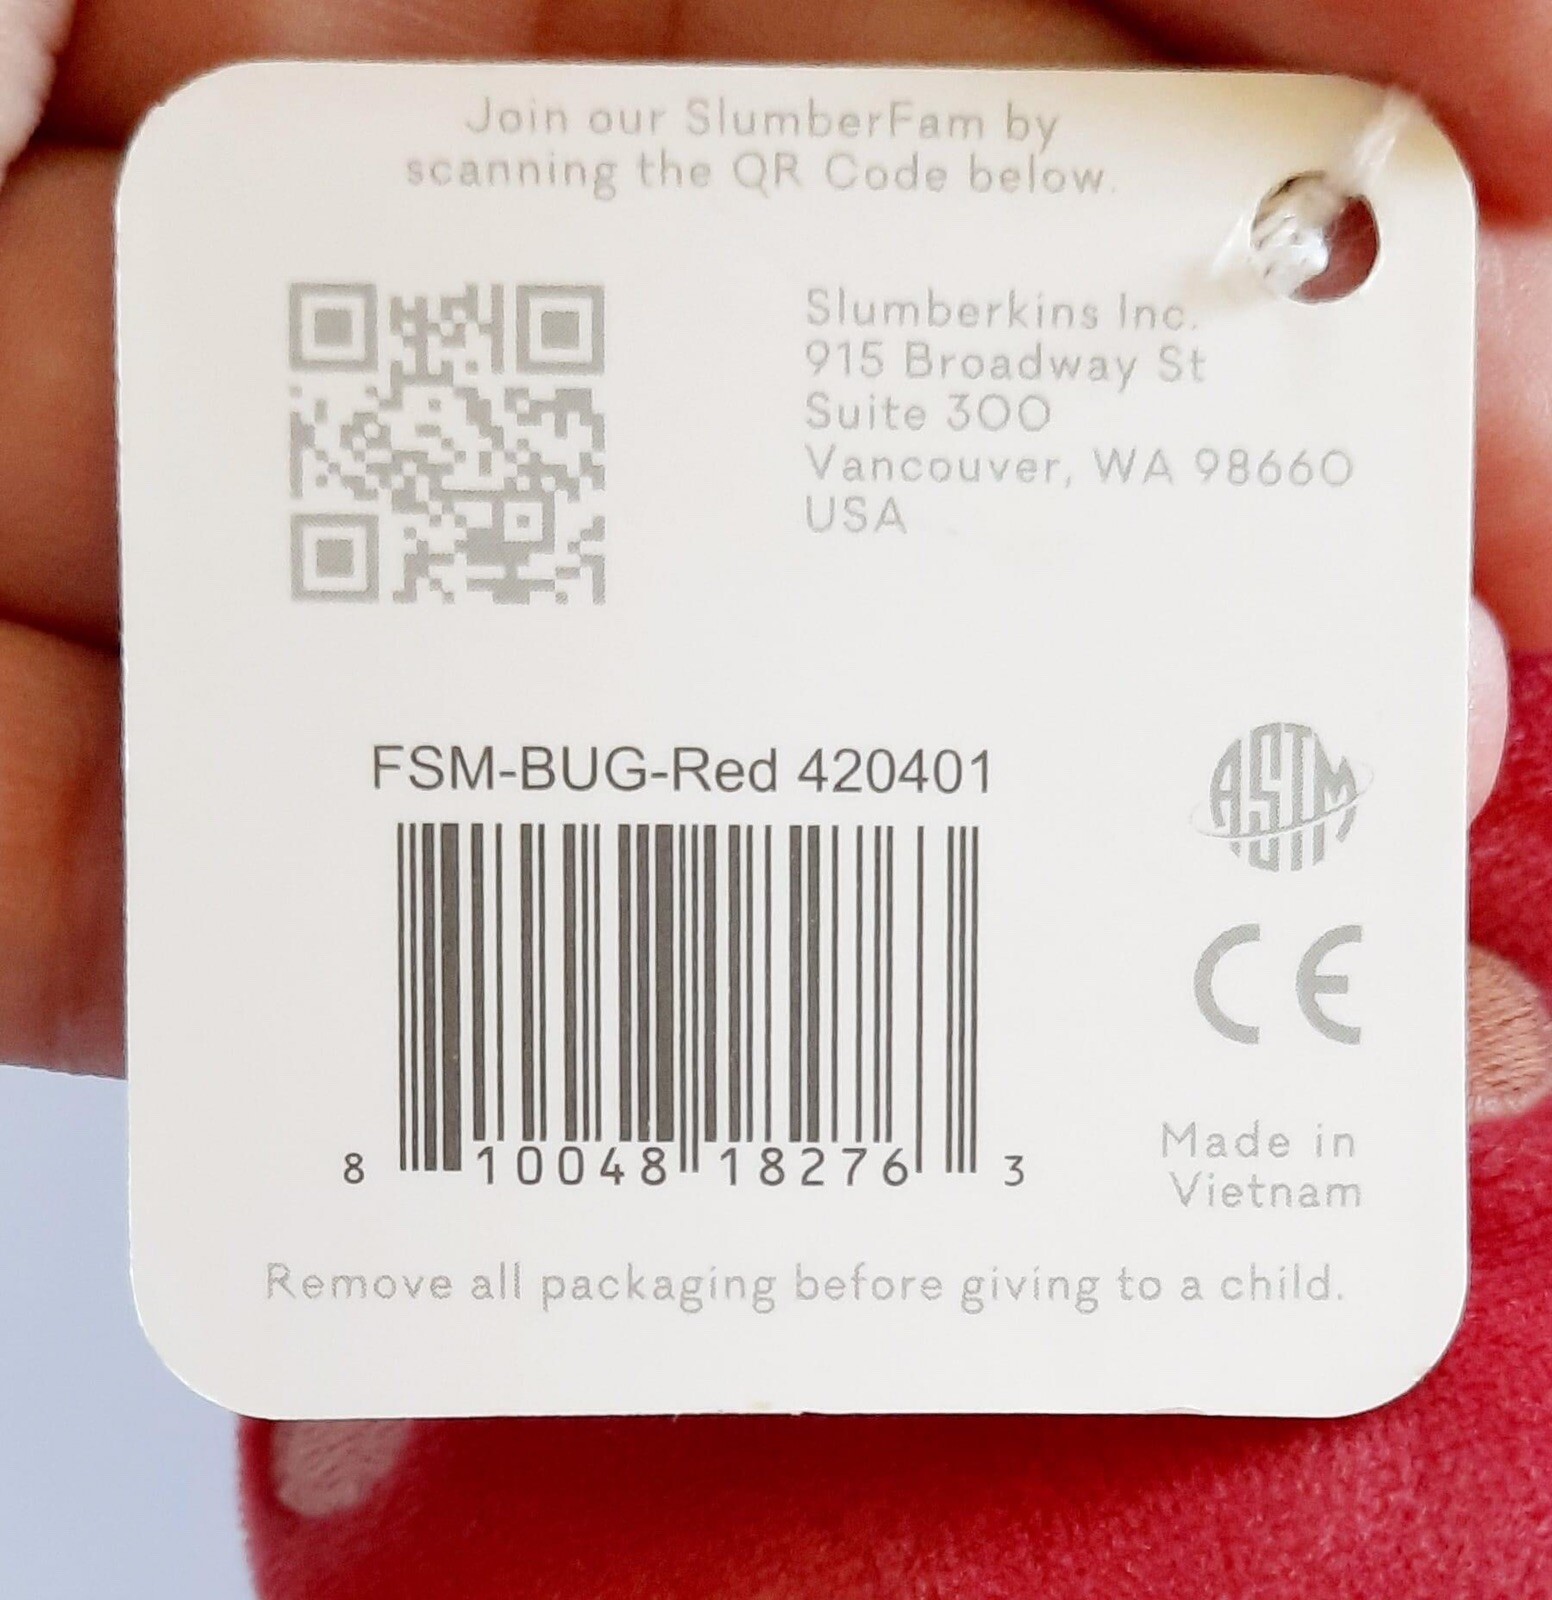 Join our SlumberFam by
scanning the QR Code below.
Slumberkins Inc.
915 Broadway St
Suite 300
Vancouver, WA 98660
USA
FSM-BUG-Red 420401
8 10048 18276 3
ASTM
CE
Made in
Vietnam
Remove all packaging before giving to a child.